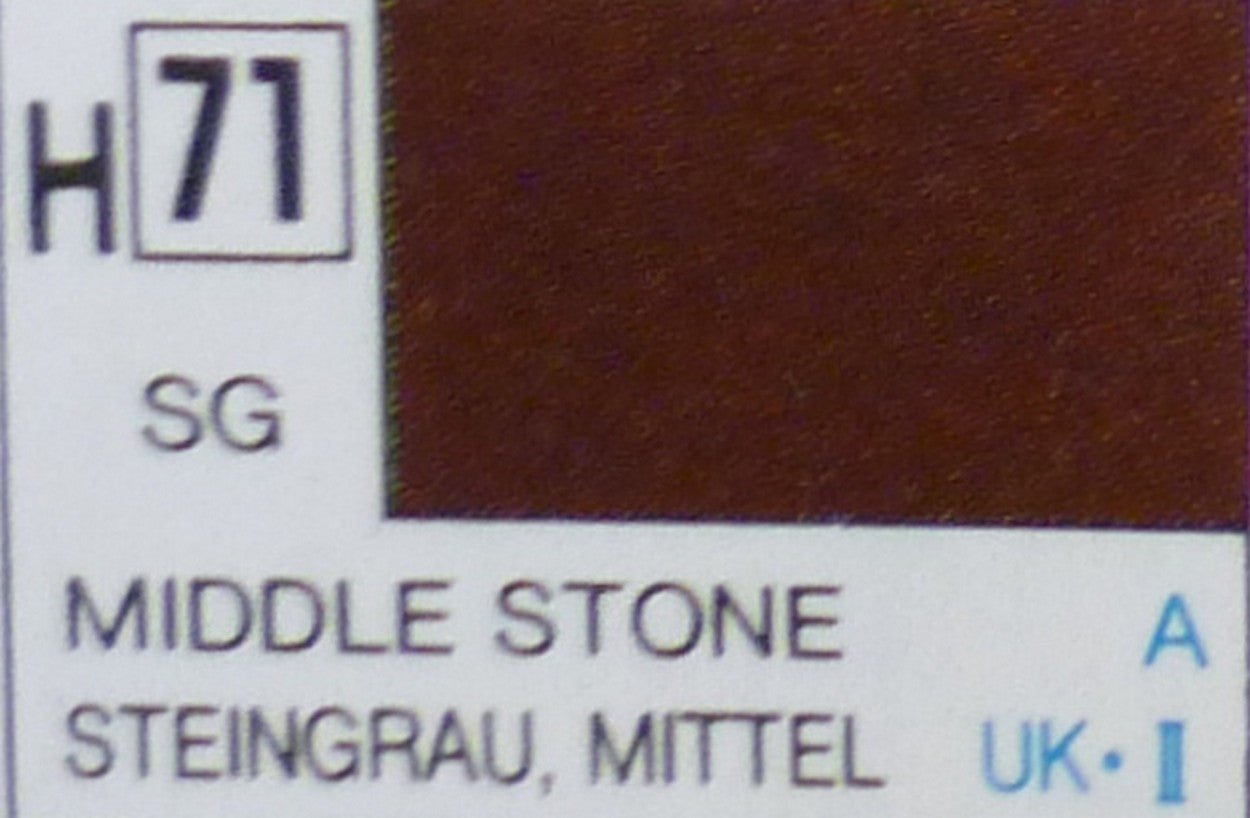 H 71
SG
MIDDLE STONE A
STEINGRAU, MITTEL UK・II